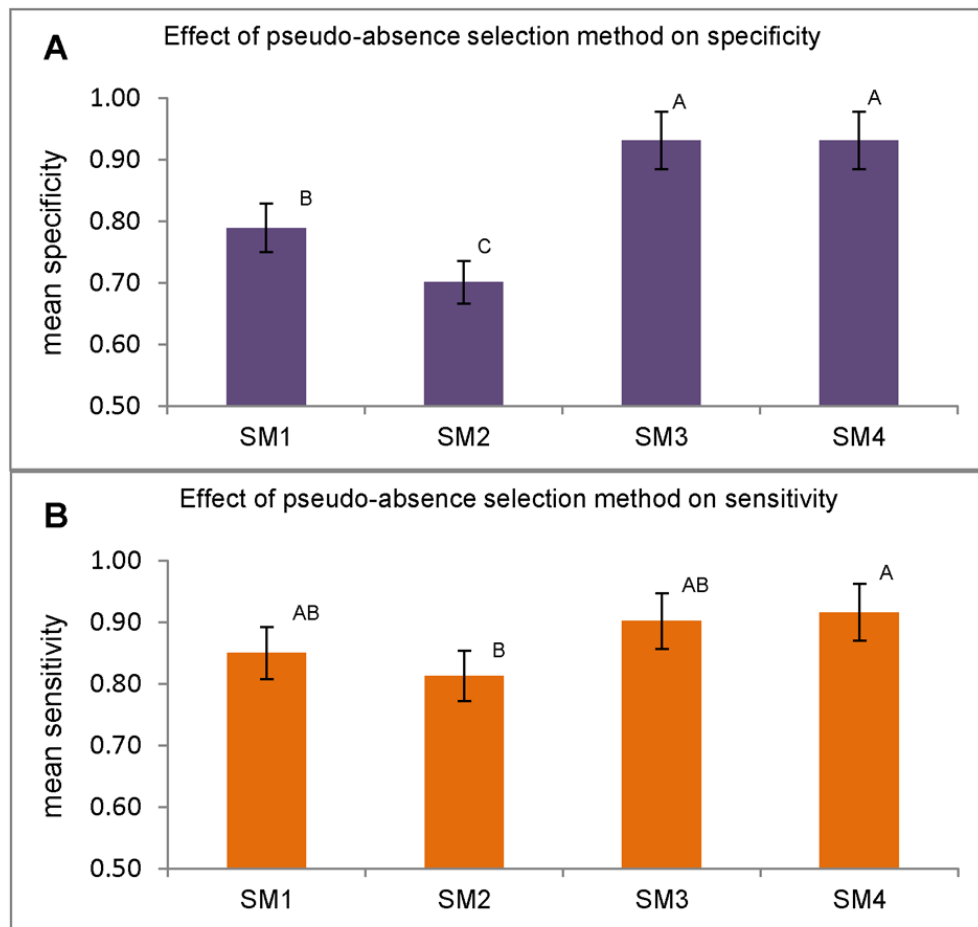 A
Effect of pseudo-absence selection method on specificity
mean specificity
1.00
0.90
0.80
0.70
0.60
0.50
B
C
A
A
SM1 SM2 SM3 SM4
B
Effect of pseudo-absence selection method on sensitivity
mean sensitivity
1.00
0.90
0.80
0.70
0.60
0.50
AB
B
AB
A
SM1 SM2 SM3 SM4